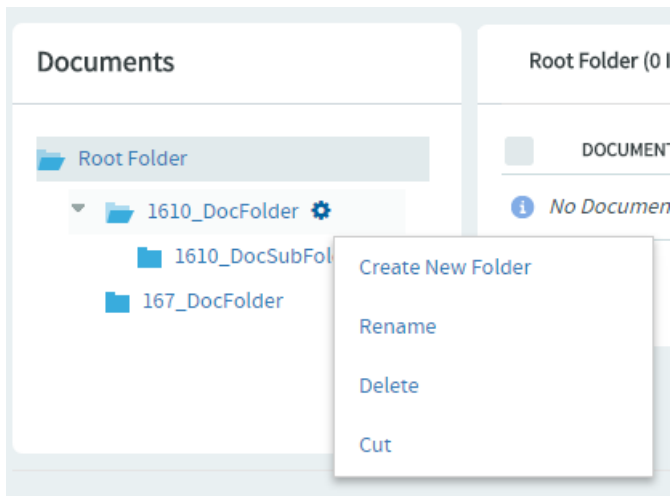 Documents
Root Folder (0
Root Folder
DOCUMENT
1610_DocFolder
No Documen
1610_DocSubFol
167_DocFolder
Create New Folder
Rename
Delete
Cut